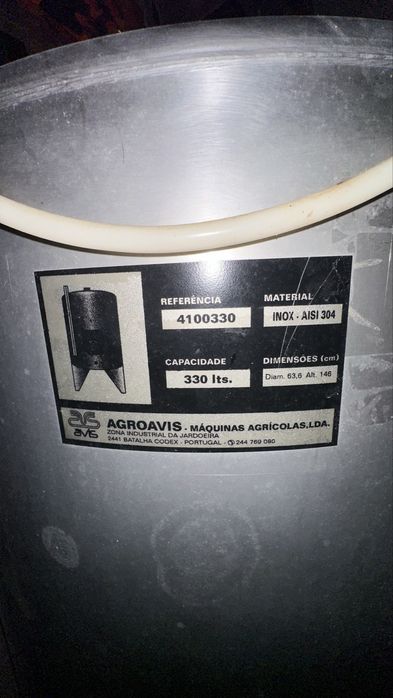 REFERÊNCIA MATERIAL
4100330 INOX - AISI 304
CAPACIDADE DIMENSÕES (cm)
330 lts. Diam. 63,6 Alt. 146
avis AGROAVIS - MÁQUINAS AGRÍCOLAS, LDA.
ZONA INDUSTRIAL DA JARDOEIRA
2441 BATALHA CODEX - PORTUGAL - 244 769 080